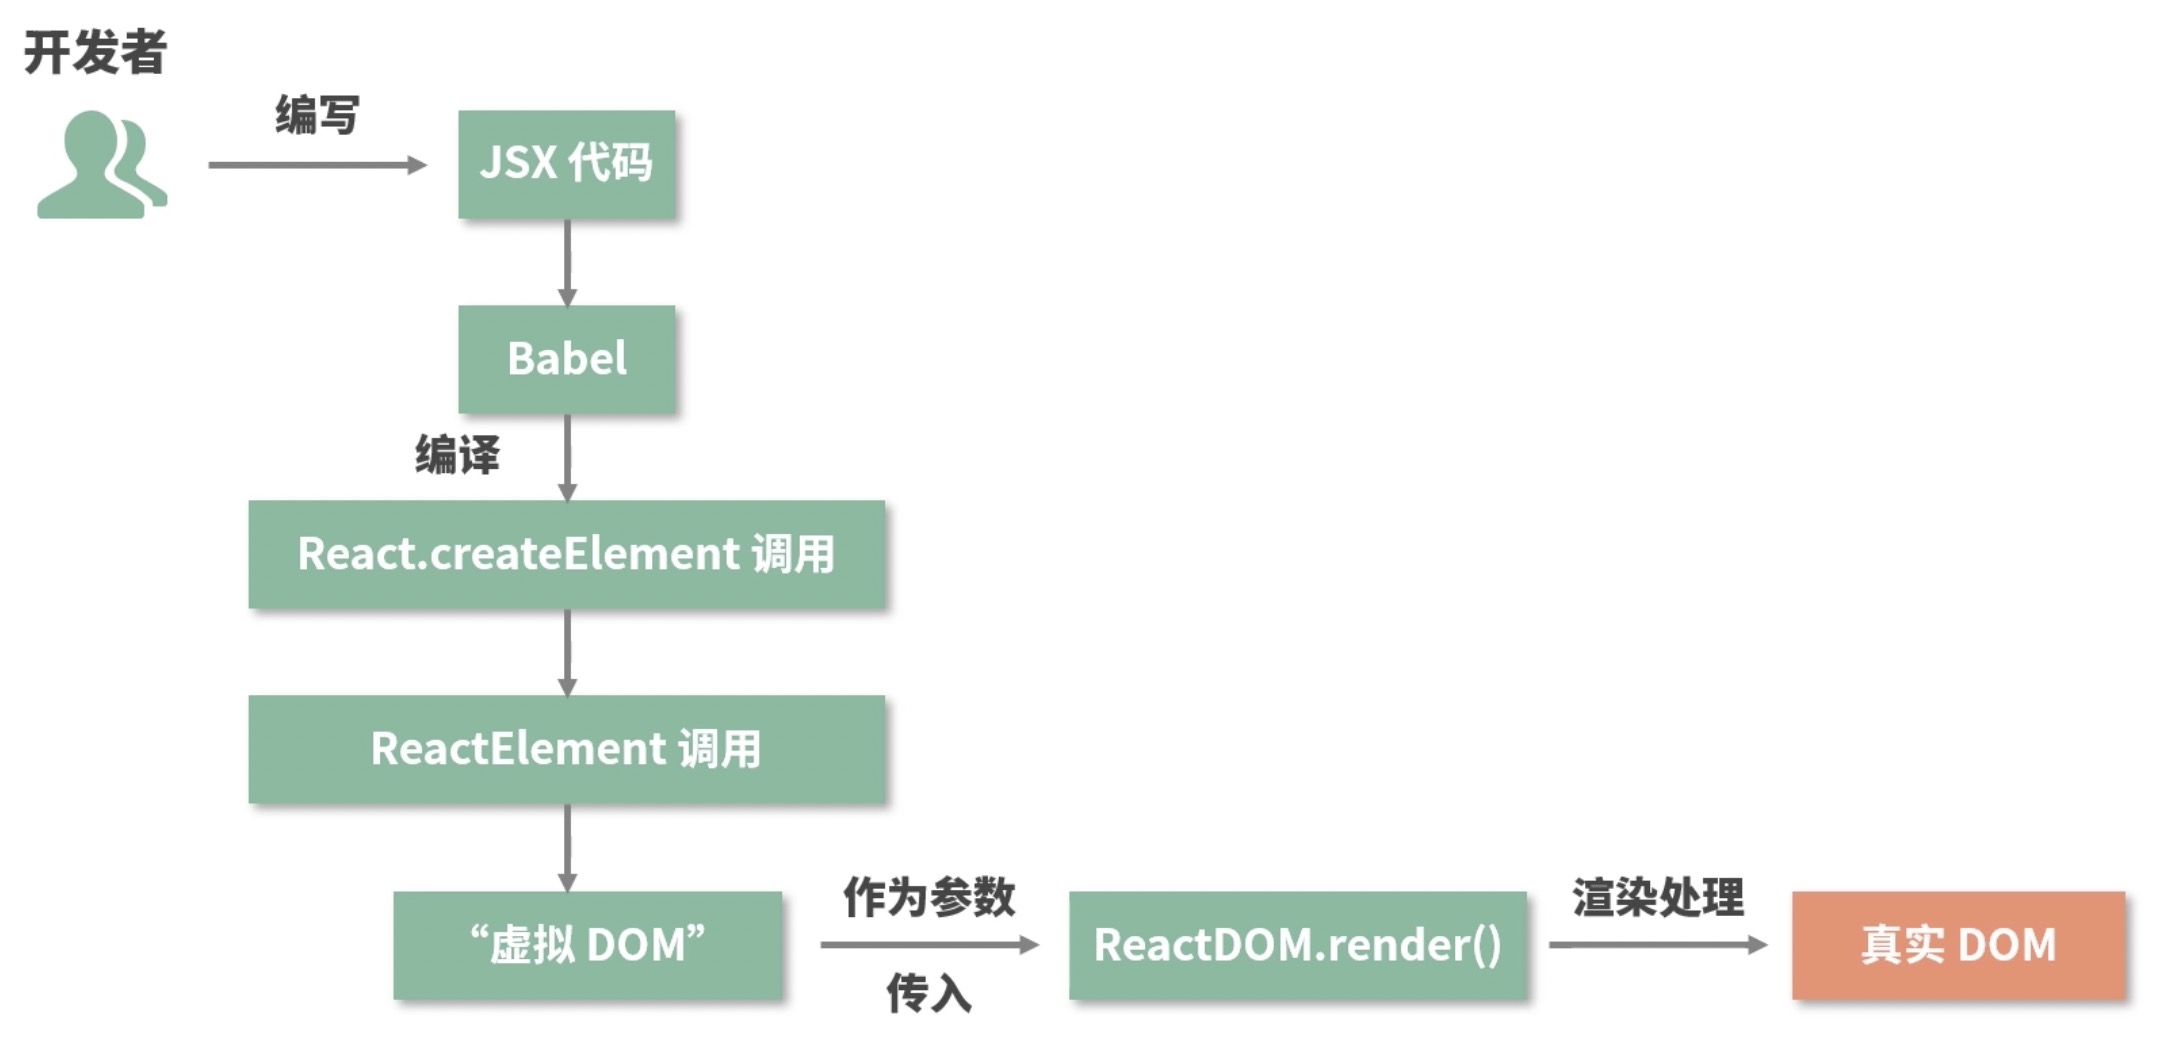 开发者
编写
JSX 代码
Babel
编译
React.createElement 调用
ReactElement 调用
“虚拟 DOM”
作为参数
传入
ReactDOM.render()
渲染处理
真实 DOM